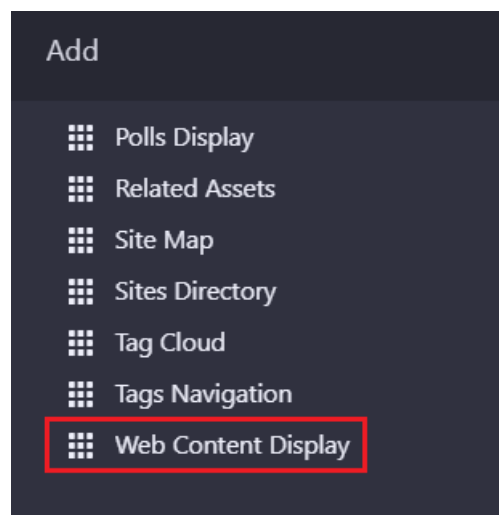 Add
Polls Display
Related Assets
Site Map
Sites Directory
Tag Cloud
Tags Navigation
Web Content Display